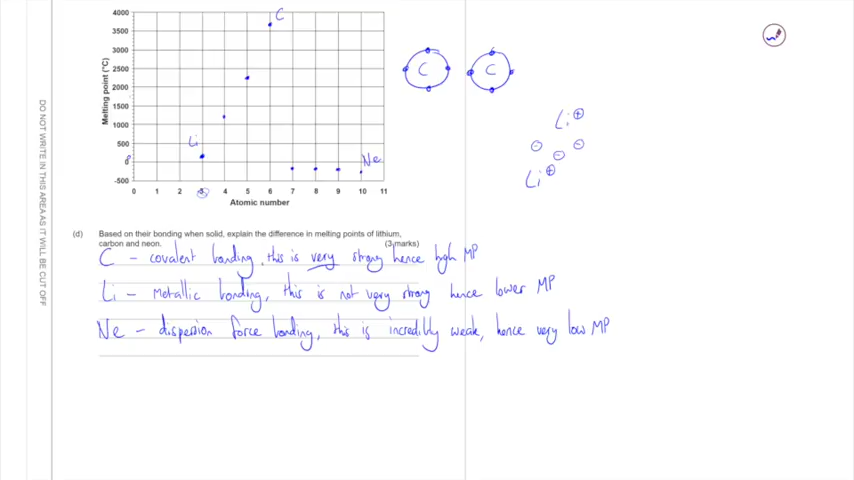 4000
3500
3000
2500
2000
1500
1000
500
0
-500
Melting point (°C)
C
Li
Ne
0 1 2 3 4 5 6 7 8 9 10 11
Atomic number
C C
Li +
- - -
Li +
DO NOT WRITE IN THIS AREA AS IT WILL BE CUT OFF
(d) Based on their bonding when solid, explain the difference in melting points of lithium,
carbon and neon. (3 marks)
C - covalent bonding, this is very strong hence high MP
Li - Metallic bonding, this is not very strong hence lower MP
Ne - dispersion force bonding, this is incredibly weak, hence very low MP